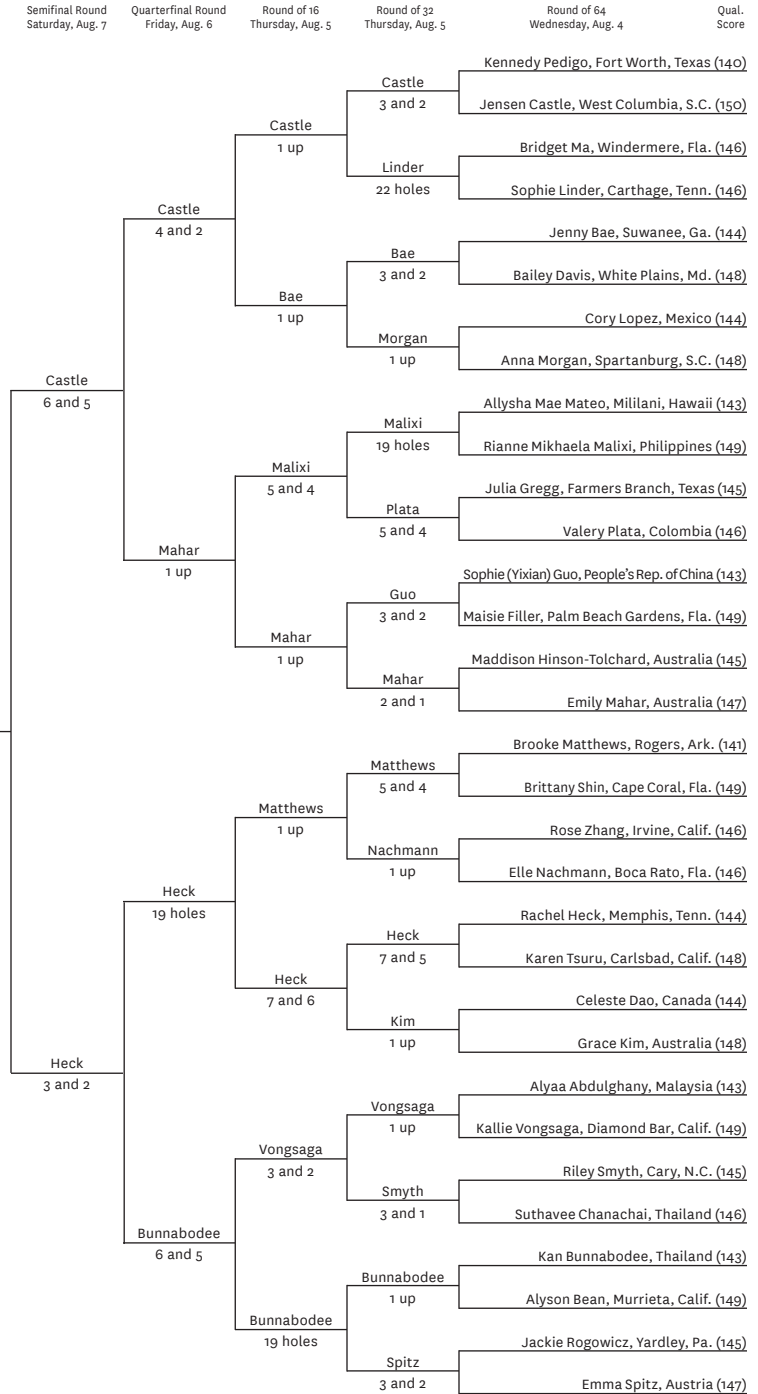 Semifinal Round
Saturday, Aug. 7
Quarterfinal Round
Friday, Aug. 6
Round of 16
Thursday, Aug. 5
Round of 32
Thursday, Aug. 5
Round of 64
Wednesday, Aug. 4
Qual.
Score
Kennedy Pedigo, Fort Worth, Texas (140)
Castle
3 and 2
Jensen Castle, West Columbia, S.C. (150)
Castle
1 up
Bridget Ma, Windermere, Fla. (146)
Linder
22 holes
Sophie Linder, Carthage, Tenn. (146)
Castle
4 and 2
Jenny Bae, Suwanee, Ga. (144)
Bae
3 and 2
Bailey Davis, White Plains, Md. (148)
Bae
1 up
Cory Lopez, Mexico (144)
Morgan
1 up
Anna Morgan, Spartanburg, S.C. (148)
Castle
6 and 5
Allysha Mae Mateo, Mililani, Hawaii (143)
Malixi
19 holes
Rianne Mikhaela Malixi, Philippines (149)
Malixi
5 and 4
Julia Gregg, Farmers Branch, Texas (145)
Plata
5 and 4
Valery Plata, Colombia (146)
Mahar
1 up
Sophie (Yixian) Guo, People's Rep. of China (143)
Guo
3 and 2
Maisie Filler, Palm Beach Gardens, Fla. (149)
Mahar
1 up
Maddison Hinson-Tolchard, Australia (145)
Mahar
2 and 1
Emily Mahar, Australia (147)
Brooke Matthews, Rogers, Ark. (141)
Matthews
5 and 4
Brittany Shin, Cape Coral, Fla. (149)
Matthews
1 up
Rose Zhang, Irvine, Calif. (146)
Nachmann
1 up
Elle Nachmann, Boca Rato, Fla. (146)
Heck
19 holes
Rachel Heck, Memphis, Tenn. (144)
Heck
7 and 5
Karen Tsuru, Carlsbad, Calif. (148)
Heck
7 and 6
Celeste Dao, Canada (144)
Kim
1 up
Grace Kim, Australia (148)
Heck
3 and 2
Alyaa Abdulghany, Malaysia (143)
Vongsaga
1 up
Kallie Vongsaga, Diamond Bar, Calif. (149)
Vongsaga
3 and 2
Riley Smyth, Cary, N.C. (145)
Smyth
3 and 1
Suthavee Chanachai, Thailand (146)
Bunnabodee
6 and 5
Kan Bunnabodee, Thailand (143)
Bunnabodee
1 up
Alyson Bean, Murrieta, Calif. (149)
Bunnabodee
19 holes
Jackie Rogowicz, Yardley, Pa. (145)
Spitz
3 and 2
Emma Spitz, Austria (147)